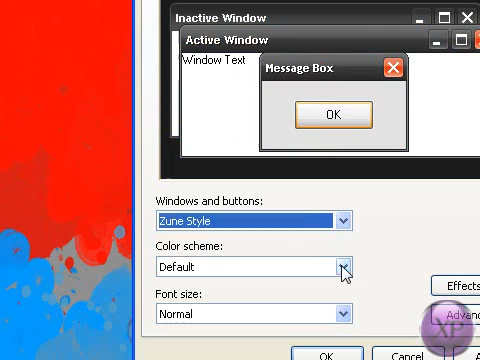 Inactive Window
Active Window
Window Text
Message Box
OK
Windows and buttons:
Zune Style
Color scheme:
Default
Effects
Font size:
Normal
Advan
XP
OK
Cancel
A